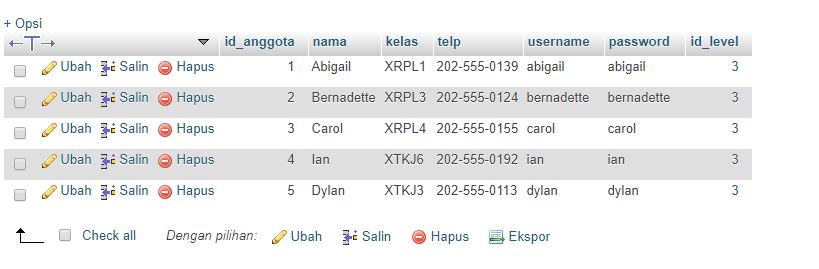 + Opsi
id_anggota nama kelas telp username password id_level
Ubah Salin Hapus 1 Abigail XRPL1 202-555-0139 abigail abigail 3
Ubah Salin Hapus 2 Bernadette XRPL3 202-555-0124 bernadette bernadette 3
Ubah Salin Hapus 3 Carol XRPL4 202-555-0155 carol carol 3
Ubah Salin Hapus 4 Ian XTKJ6 202-555-0192 ian ian 3
Ubah Salin Hapus 5 Dylan XTKJ3 202-555-0113 dylan dylan 3
Check all Dengan pilihan: Ubah Salin Hapus Ekspor